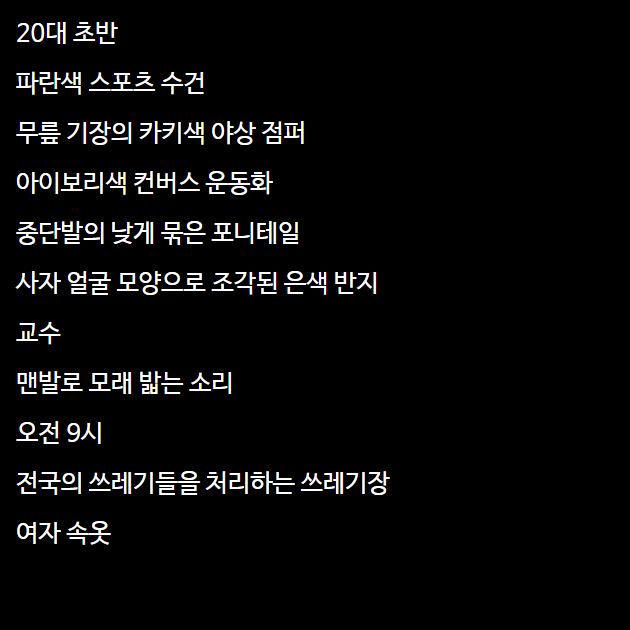 20대 초반
파란색 스포츠 수건
무릎 기장의 카키색 야상 점퍼
아이보리색 컨버스 운동화
중단발의 낮게 묶은 포니테일
사자 얼굴 모양으로 조각된 은색 반지
교수
맨발로 모래 밟는 소리
오전 9시
전국의 쓰레기들을 처리하는 쓰레기장
여자 속옷